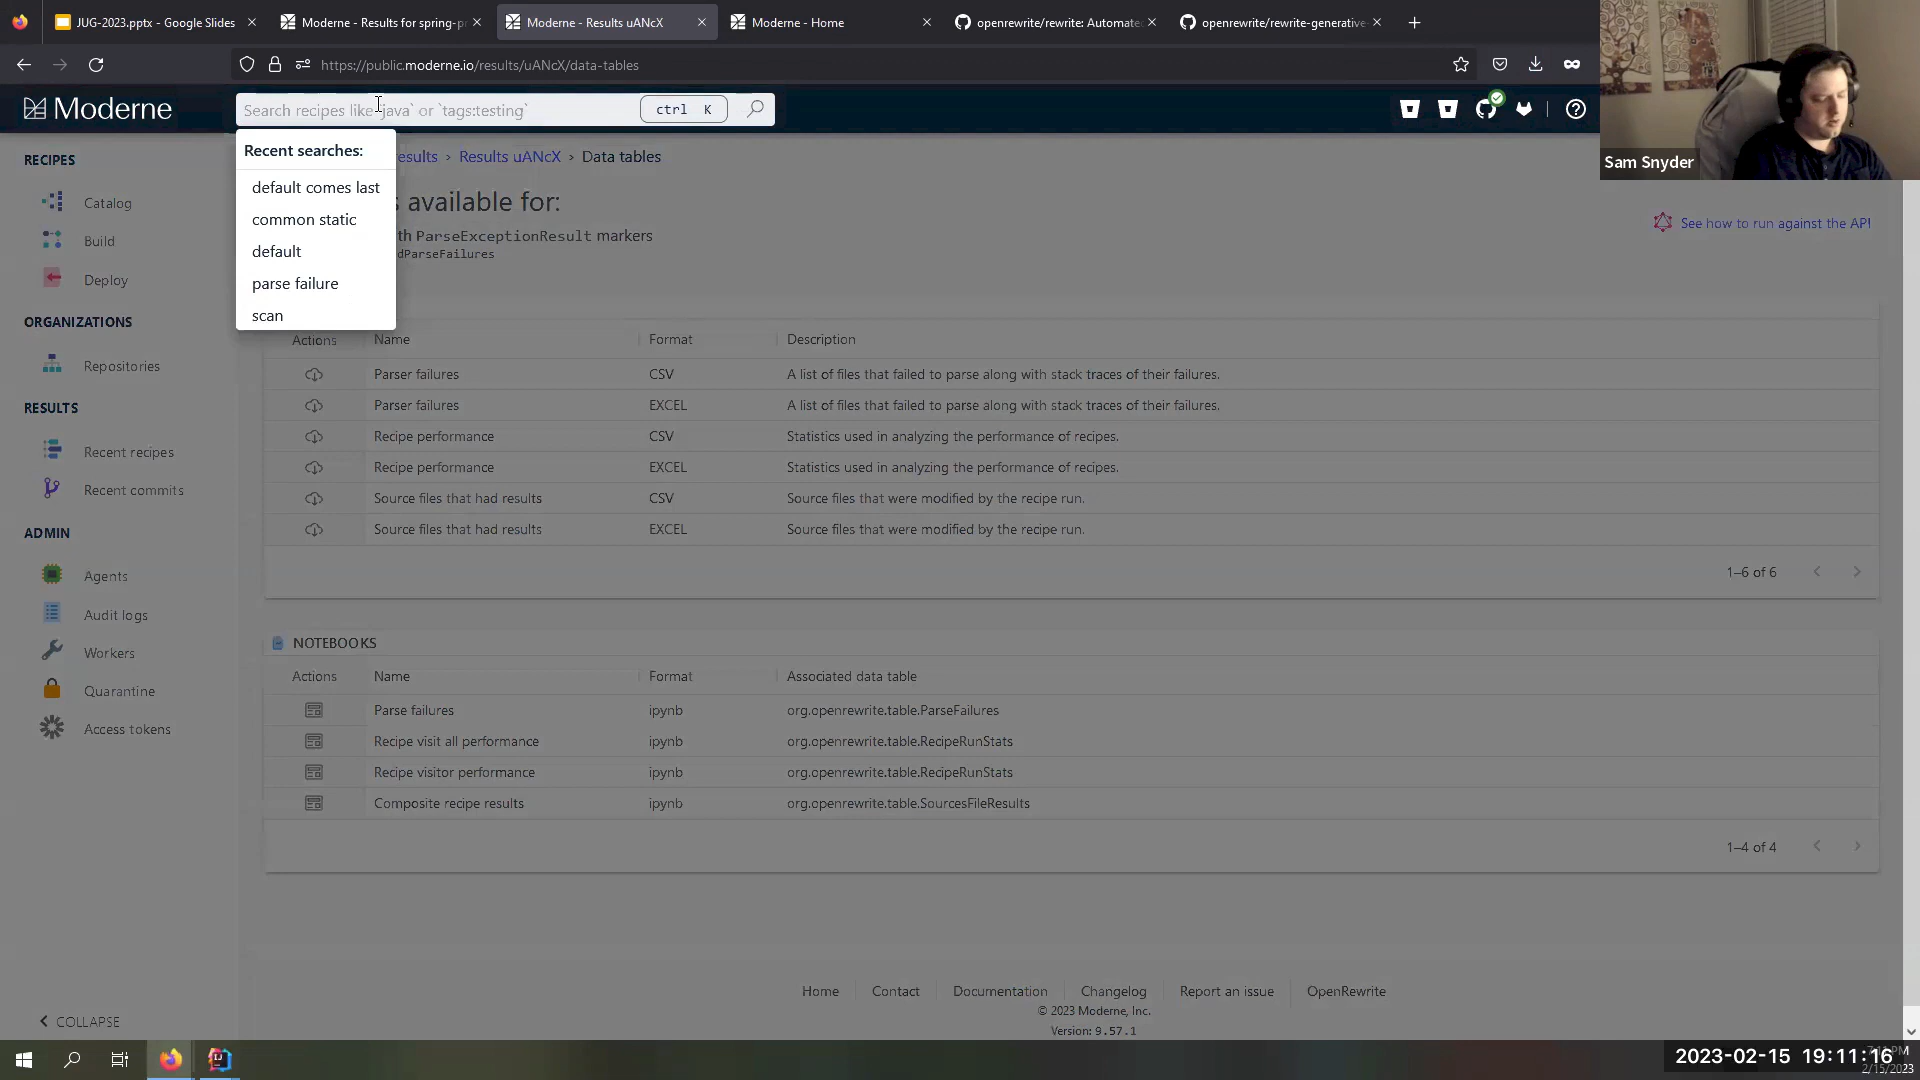 JUG-2023.pptx - Google Slides
Moderne - Results for spring-p
Moderne - Results uANcX
Moderne - Home
openrewrite/rewrite: Automate
openrewrite/rewrite-generative-
https://public.moderne.io/results/uANcX/data-tables
Moderne
Search recipes like `java` or `tags:testing`
ctrl K
Sam Snyder
Recent searches:
default comes last
common static
default
parse failure
scan
esults › Results uANcX › Data tables
s available for:
th ParseExceptionResult markers
dParseFailures
See how to run against the API
RECIPES
Catalog
Build
Deploy
ORGANIZATIONS
Repositories
RESULTS
Recent recipes
Recent commits
ADMIN
Agents
Audit logs
Workers
Quarantine
Access tokens
COLLAPSE
Actions Name Format Description
Parser failures CSV A list of files that failed to parse along with stack traces of their failures.
Parser failures EXCEL A list of files that failed to parse along with stack traces of their failures.
Recipe performance CSV Statistics used in analyzing the performance of recipes.
Recipe performance EXCEL Statistics used in analyzing the performance of recipes.
Source files that had results CSV Source files that were modified by the recipe run.
Source files that had results EXCEL Source files that were modified by the recipe run.
1–6 of 6
NOTEBOOKS
Actions Name Format Associated data table
Parse failures ipynb org.openrewrite.table.ParseFailures
Recipe visit all performance ipynb org.openrewrite.table.RecipeRunStats
Recipe visitor performance ipynb org.openrewrite.table.RecipeRunStats
Composite recipe results ipynb org.openrewrite.table.SourcesFileResults
1–4 of 4
Home Contact Documentation Changelog Report an issue OpenRewrite
© 2023 Moderne, Inc.
Version: 9.57.1
2023-02-15 19:11:16
2/15/2023